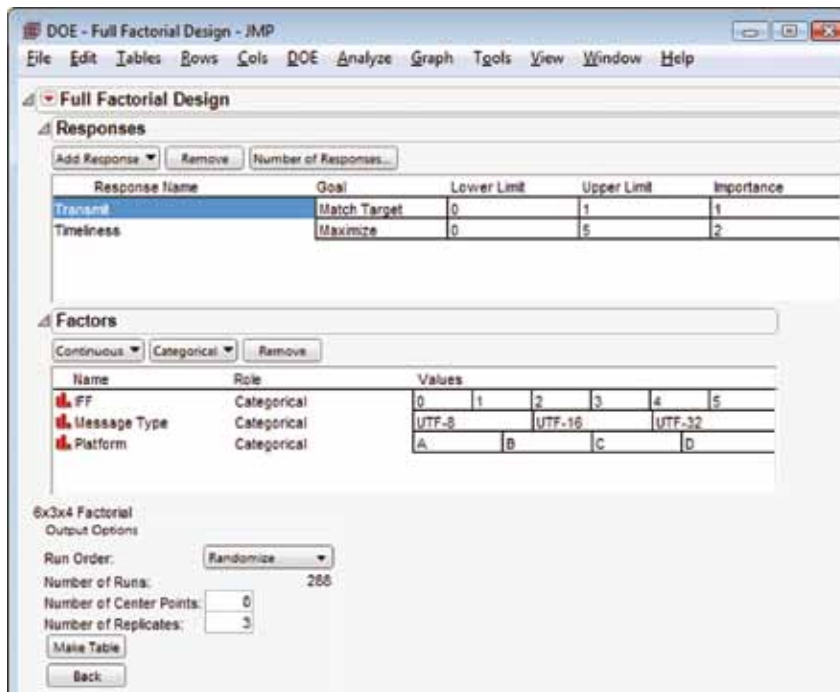 DOE - Full Factorial Design - JMP
File Edit Tables Rows Cols DOE Analyze Graph Tools View Window Help
Full Factorial Design
Responses
Add Response Remove Number of Responses...
Response Name Goal Lower Limit Upper Limit Importance
Transmit Match Target 0 1 1
Timeliness Maximize 0 5 2
Factors
Continuous Categorical Remove
Name Role Values
IFF Categorical 0 1 2 3 4 5
Message Type Categorical UTF-8 UTF-16 UTF-32
Platform Categorical A B C D
6x3x4 Factorial
Output Options
Run Order: Randomize
Number of Runs: 288
Number of Center Points: 0
Number of Replicates: 3
Make Table
Back